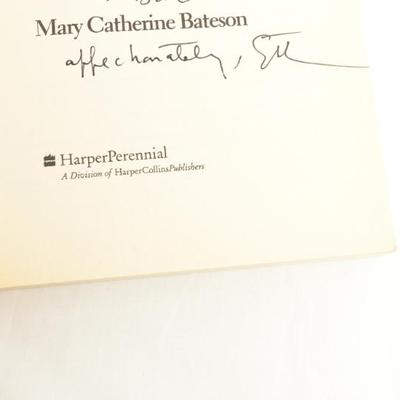 Mary Catherine Bateson
affectionately,
HarperPerennial
A Division of HarperCollinsPublishers